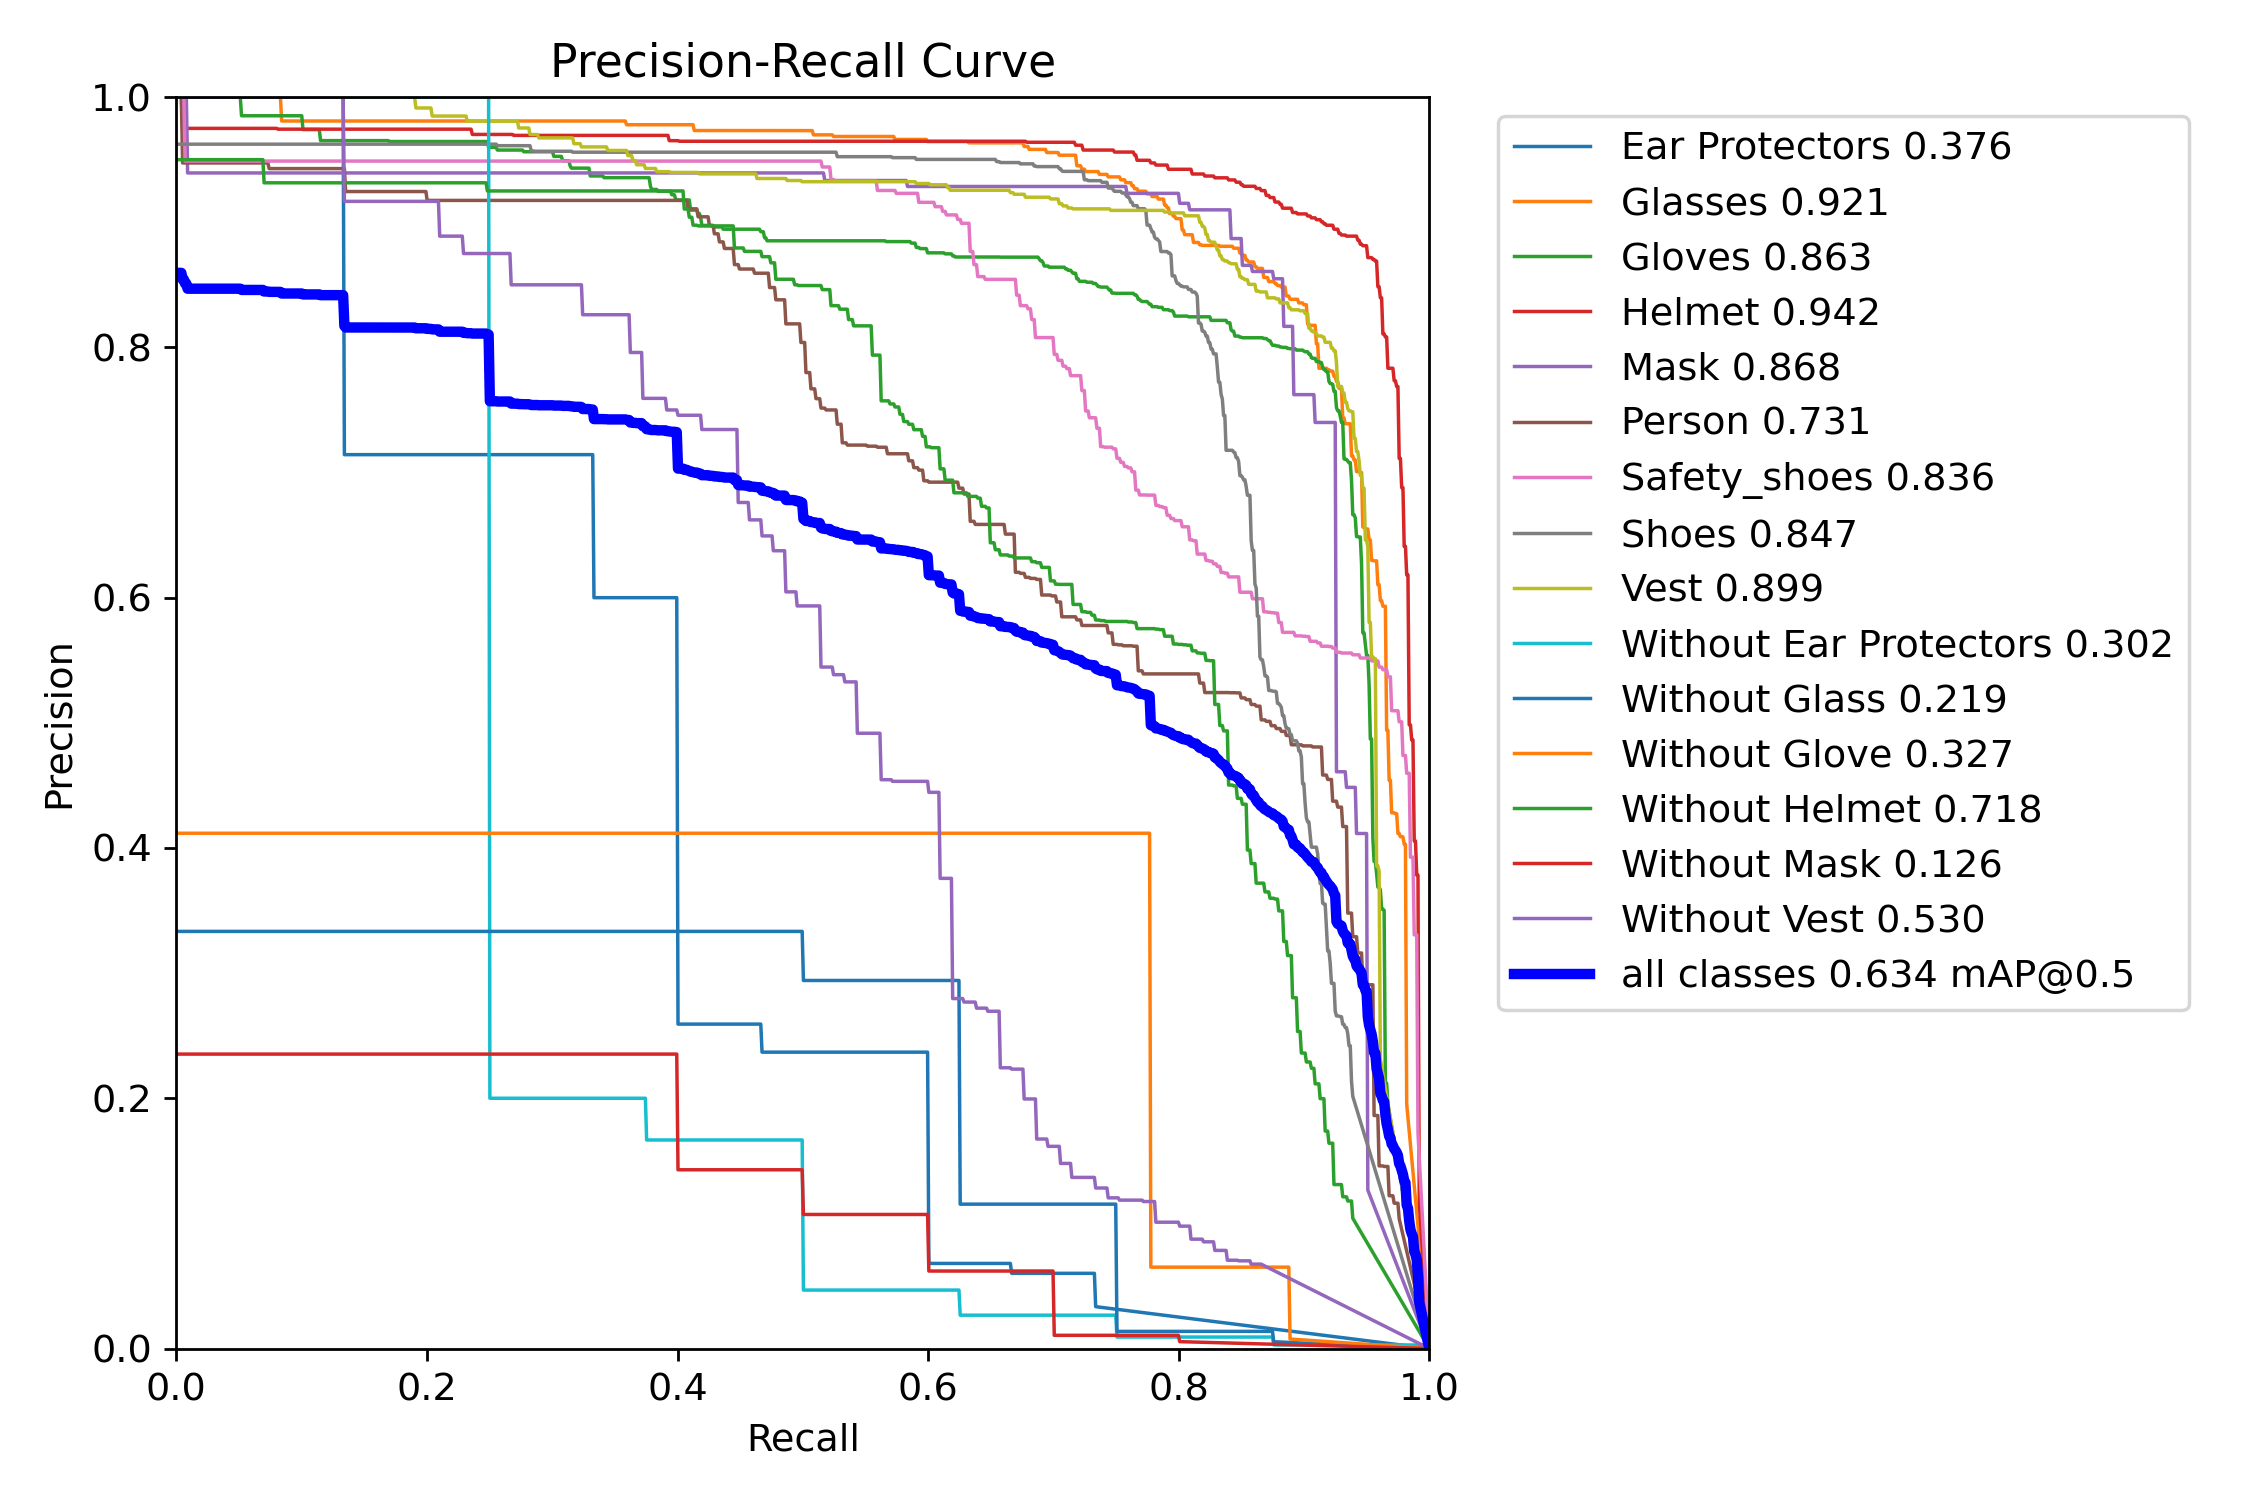 Precision-Recall Curve
1.0
0.8
0.6
0.4
0.2
0.0
Precision
0.0 0.2 0.4 0.6 0.8 1.0
Recall
Ear Protectors 0.376
Glasses 0.921
Gloves 0.863
Helmet 0.942
Mask 0.868
Person 0.731
Safety_shoes 0.836
Shoes 0.847
Vest 0.899
Without Ear Protectors 0.302
Without Glass 0.219
Without Glove 0.327
Without Helmet 0.718
Without Mask 0.126
Without Vest 0.530
all classes 0.634 mAP@0.5